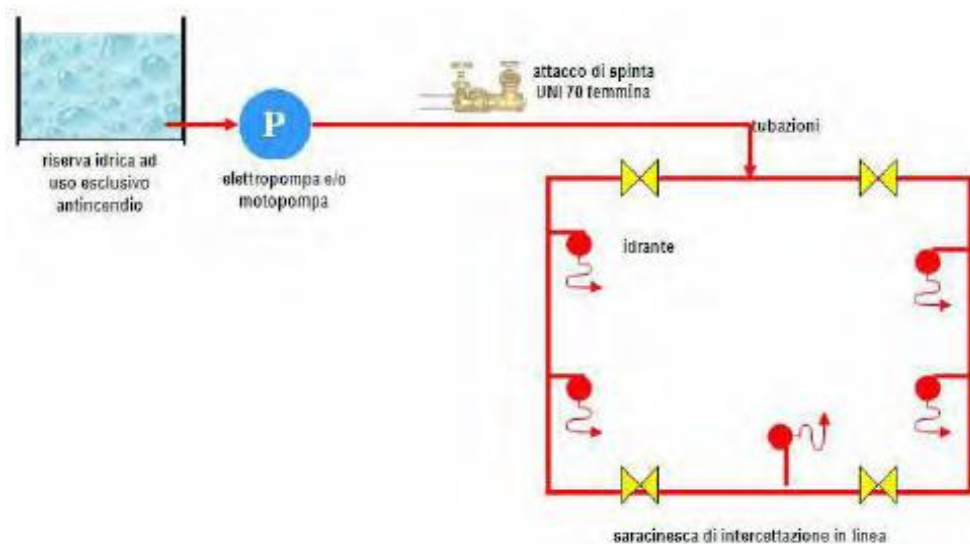 attacco di spinta
UNI 70 femmina
tubazioni
P
riserva idrica ad
uso esclusivo
antincendio
elettropompa e/o
motopompa
idrante
saracinesca di intercettazione in linea